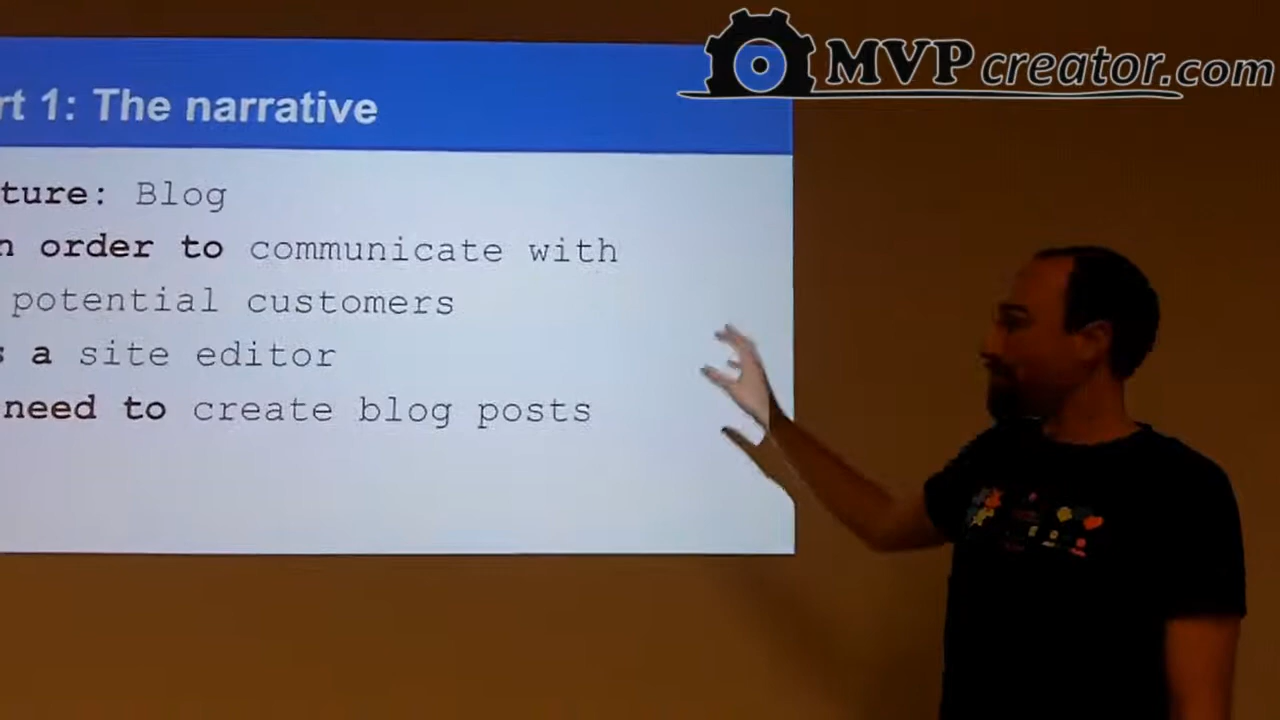 MVPcreator.com
rt 1: The narrative
ture: Blog
n order to communicate with
potential customers
s a site editor
need to create blog posts